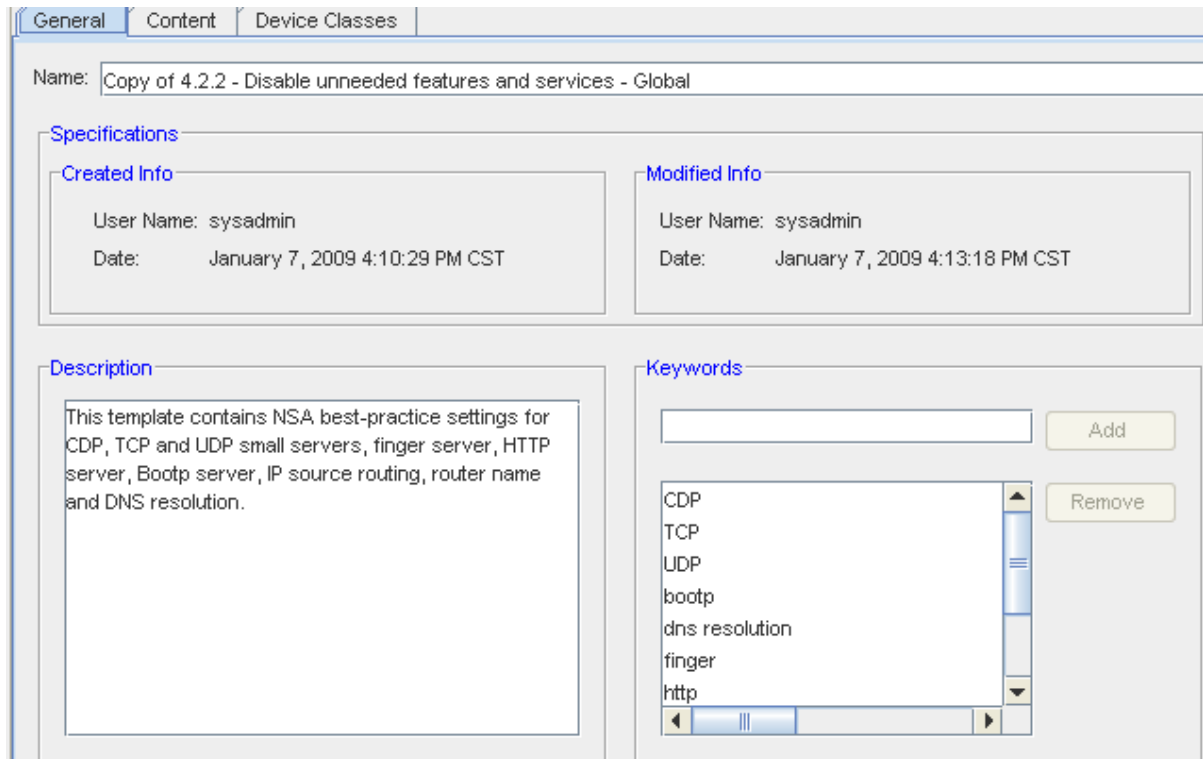 General Content Device Classes
Name: Copy of 4.2.2 - Disable unneeded features and services - Global
Specifications
Created Info
User Name: sysadmin
Date: January 7, 2009 4:10:29 PM CST
Modified Info
User Name: sysadmin
Date: January 7, 2009 4:13:18 PM CST
Description
This template contains NSA best-practice settings for
CDP, TCP and UDP small servers, finger server, HTTP
server, Bootp server, IP source routing, router name
and DNS resolution.
Keywords
Add
CDP
TCP
UDP
bootp
dns resolution
finger
http
Remove